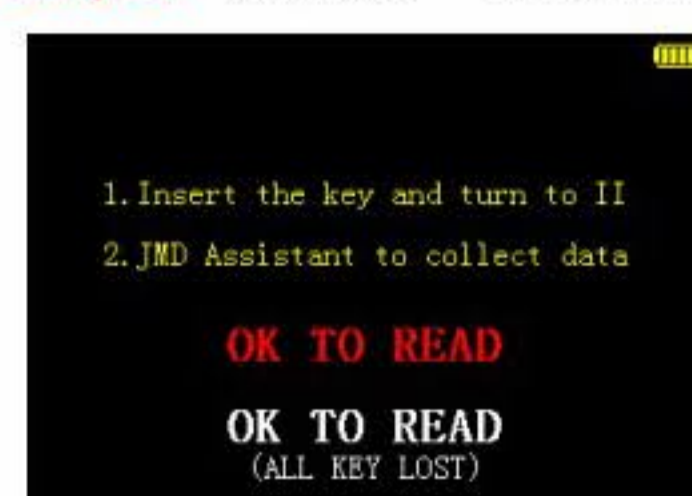 1.Insert the key and turn to II
2.JMD Assistant to collect data
OK TO READ
OK TO READ
(ALL KEY LOST)